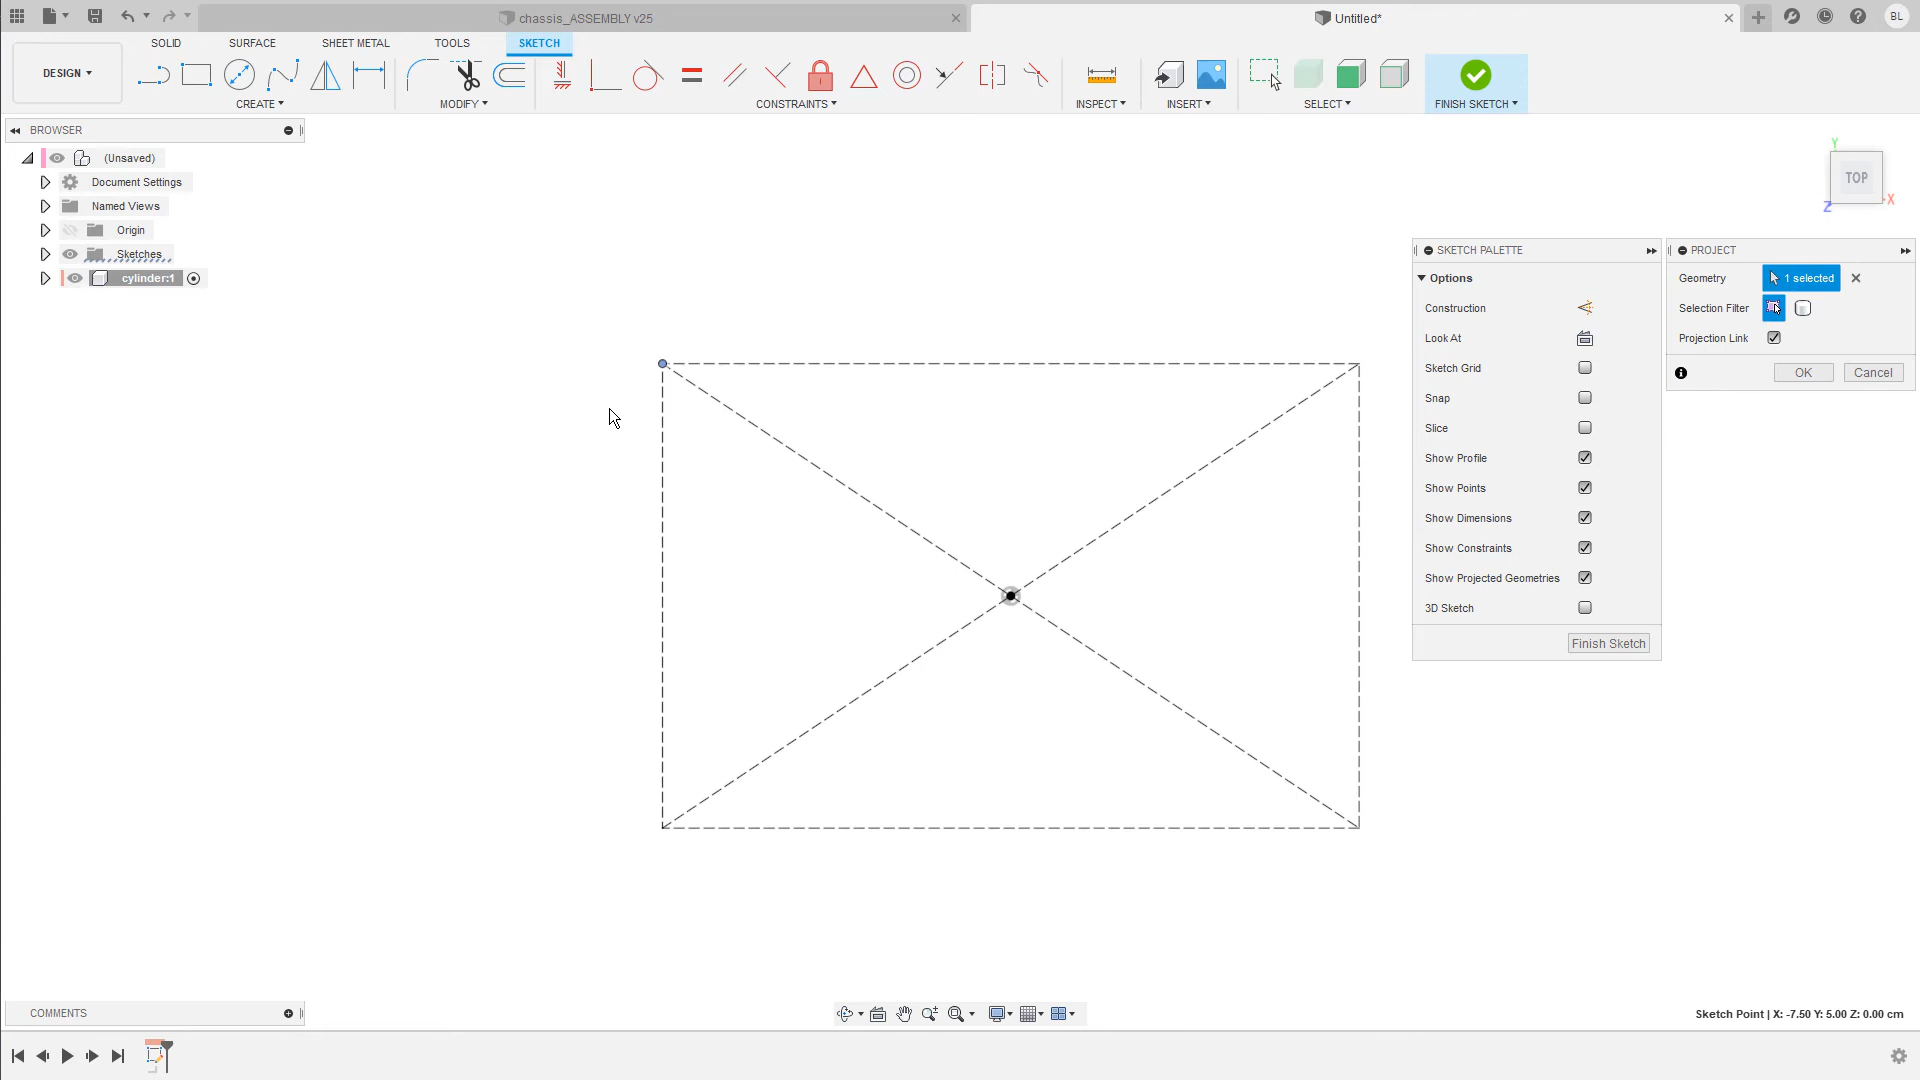 chassis_ASSEMBLY v25
Untitled*
BL
DESIGN
SOLID
SURFACE
SHEET METAL
TOOLS
SKETCH
CREATE
MODIFY
CONSTRAINTS
INSPECT
INSERT
SELECT
FINISH SKETCH
BROWSER
(Unsaved)
Document Settings
Named Views
Origin
Sketches
cylinder:1
Y
TOP
X
Z
SKETCH PALETTE
Options
Construction
Look At
Sketch Grid
Snap
Slice
Show Profile
Show Points
Show Dimensions
Show Constraints
Show Projected Geometries
3D Sketch
Finish Sketch
PROJECT
Geometry
1 selected
Selection Filter
Projection Link
OK
Cancel
COMMENTS
Sketch Point | X: -7.50 Y: 5.00 Z: 0.00 cm